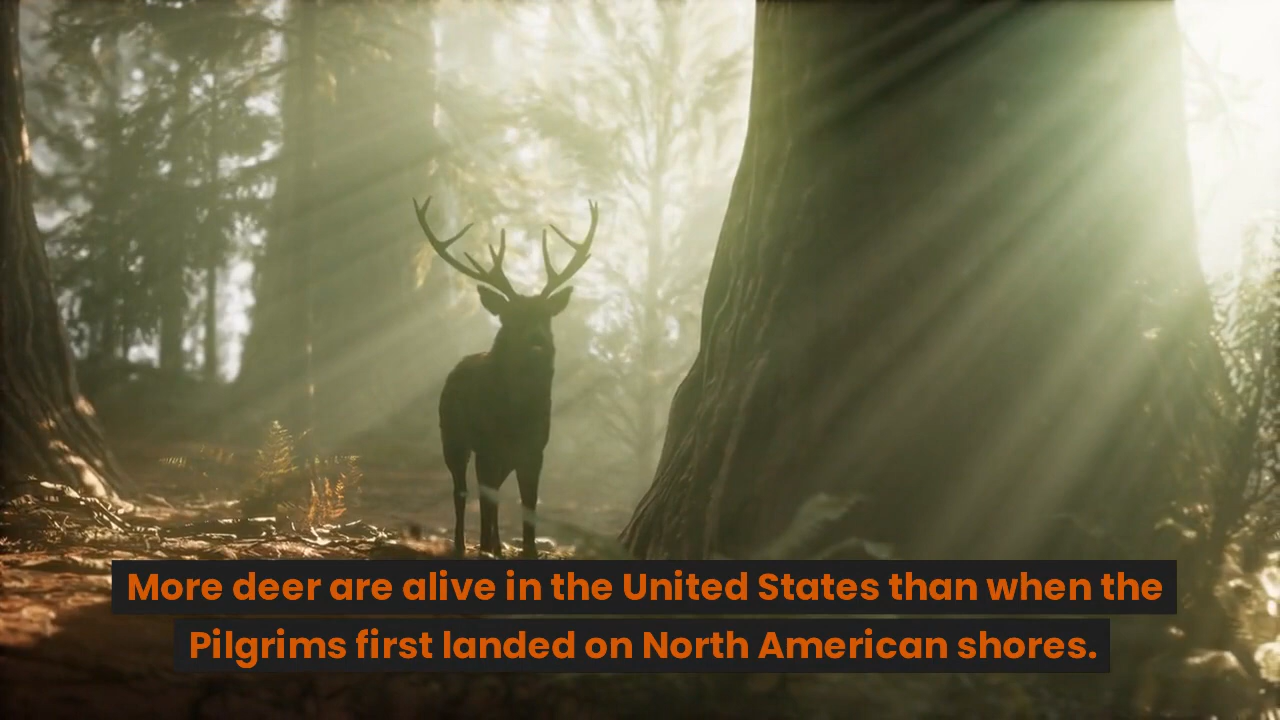 More deer are alive in the United States than when the
Pilgrims first landed on North American shores.